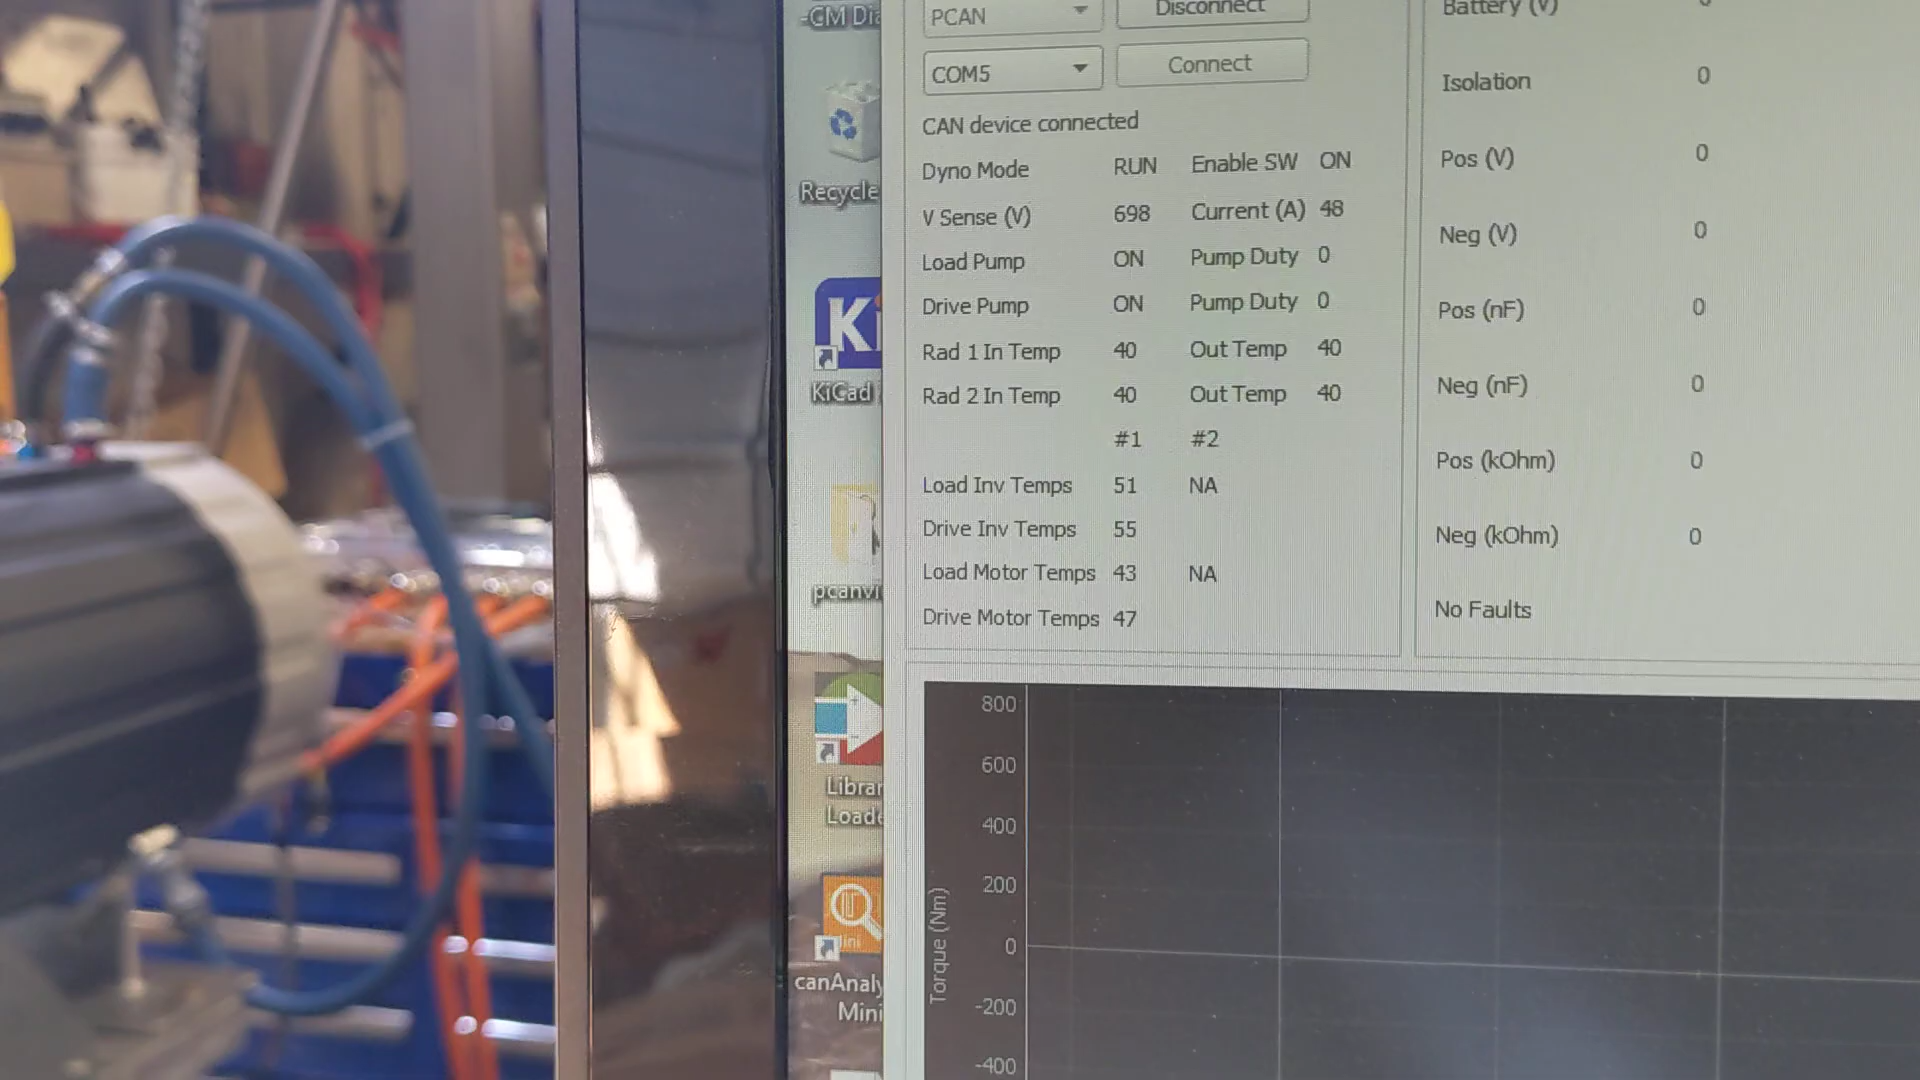 -CM Dia
Recycle
KiCad
pcanvi
Librar
Loade
canAnaly
Mini
PCAN
Disconnect
COM5
Connect
CAN device connected
Dyno Mode RUN Enable SW ON
V Sense (V) 698 Current (A) 48
Load Pump ON Pump Duty 0
Drive Pump ON Pump Duty 0
Rad 1 In Temp 40 Out Temp 40
Rad 2 In Temp 40 Out Temp 40
#1 #2
Load Inv Temps 51 NA
Drive Inv Temps 55
Load Motor Temps 43 NA
Drive Motor Temps 47
Battery (V)
Isolation 0
Pos (V) 0
Neg (V) 0
Pos (nF) 0
Neg (nF) 0
Pos (kOhm) 0
Neg (kOhm) 0
No Faults
800
600
400
200
0
-200
-400
Torque (Nm)